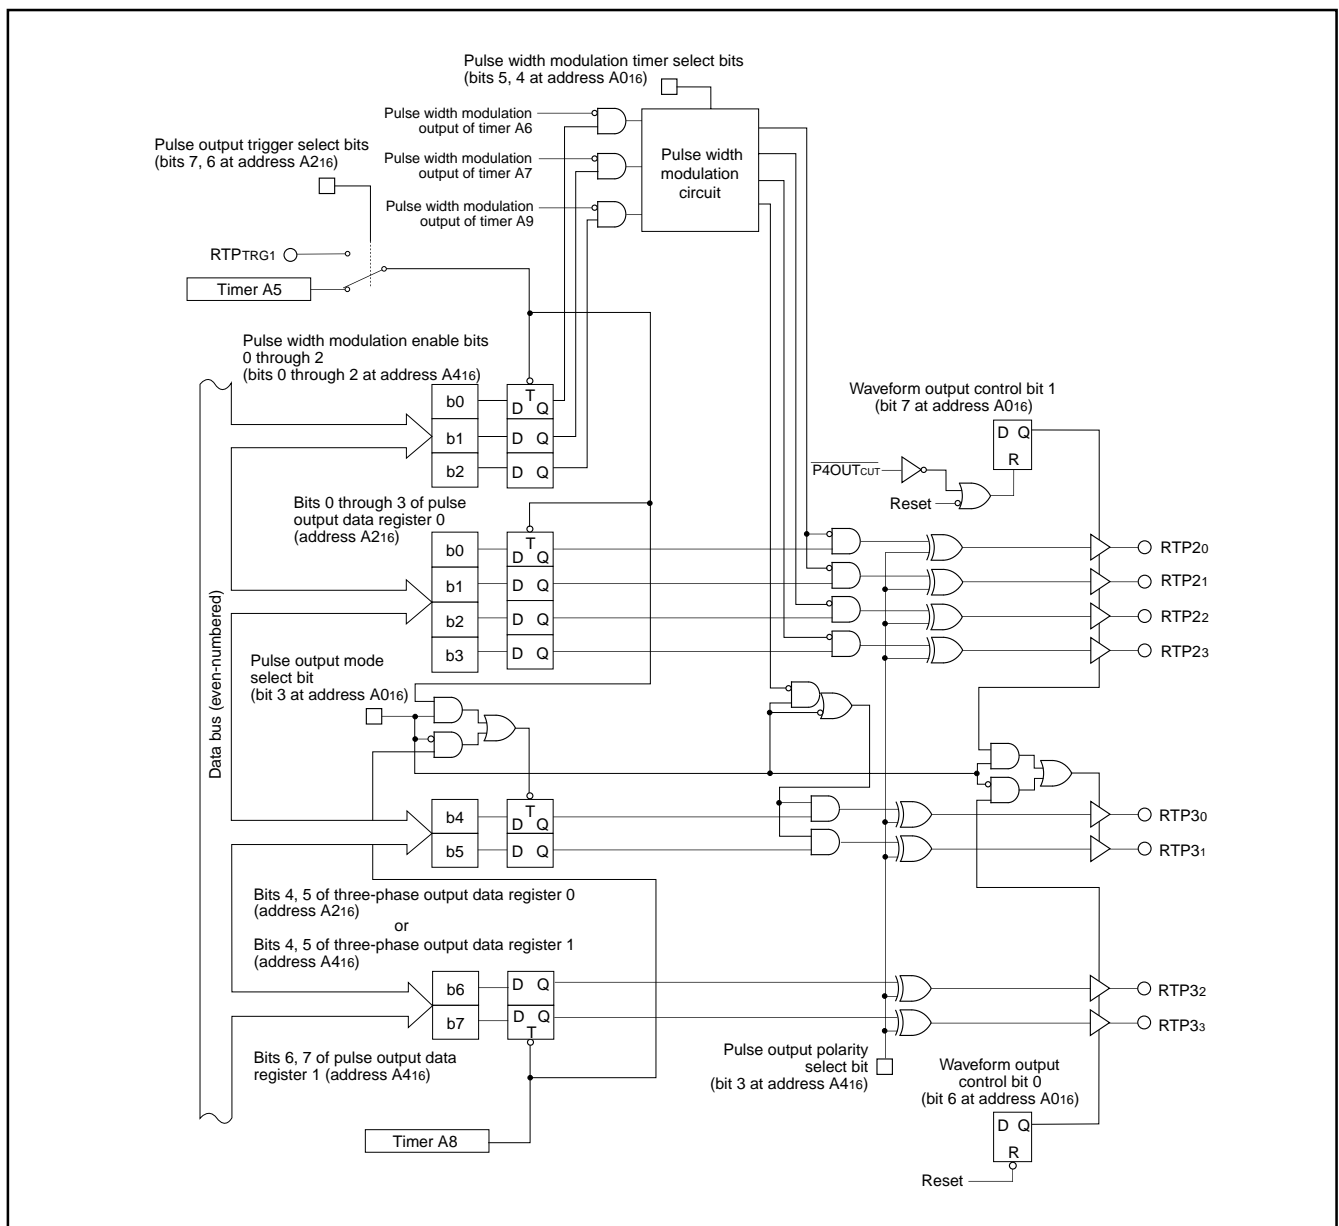 Pulse width modulation timer select bits
(bits 5, 4 at address A016)
Pulse width modulation
output of timer A6
Pulse output trigger select bits
(bits 7, 6 at address A216)
Pulse width modulation
output of timer A7
Pulse width
modulation
circuit
Pulse width modulation
output of timer A9
RTPTRG1
Timer A5
Pulse width modulation enable bits
0 through 2
(bits 0 through 2 at address A416)
b0
b1
b2
T
D Q
D Q
D Q
Waveform output control bit 1
(bit 7 at address A016)
D Q
R
P4OUTCUT
Reset
Bits 0 through 3 of pulse
output data register 0
(address A216)
b0
b1
b2
b3
T
D Q
D Q
D Q
D Q
RTP20
RTP21
RTP22
RTP23
Data bus (even-numbered)
Pulse output mode
select bit
(bit 3 at address A016)
b4
b5
T
D Q
D Q
RTP30
RTP31
Bits 4, 5 of three-phase output data register 0
(address A216)
or
Bits 4, 5 of three-phase output data register 1
(address A416)
b6
b7
D Q
D Q
T
RTP32
RTP33
Bits 6, 7 of pulse output data
register 1 (address A416)
Pulse output polarity
select bit
(bit 3 at address A416)
Waveform output
control bit 0
(bit 6 at address A016)
D Q
R
Timer A8
Reset